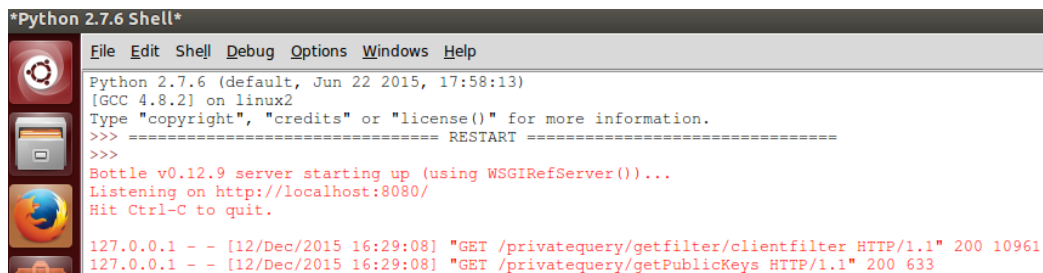 *Python 2.7.6 Shell*
File Edit Shell Debug Options Windows Help
Python 2.7.6 (default, Jun 22 2015, 17:58:13)
[GCC 4.8.2] on linux2
Type "copyright", "credits" or "license()" for more information.
>>> ================================ RESTART ================================
>>>
Bottle v0.12.9 server starting up (using WSGIRefServer())...
Listening on http://localhost:8080/
Hit Ctrl-C to quit.
127.0.0.1 - - [12/Dec/2015 16:29:08] "GET /privatequery/getfilter/clientfilter HTTP/1.1" 200 10961
127.0.0.1 - - [12/Dec/2015 16:29:08] "GET /privatequery/getPublicKeys HTTP/1.1" 200 633